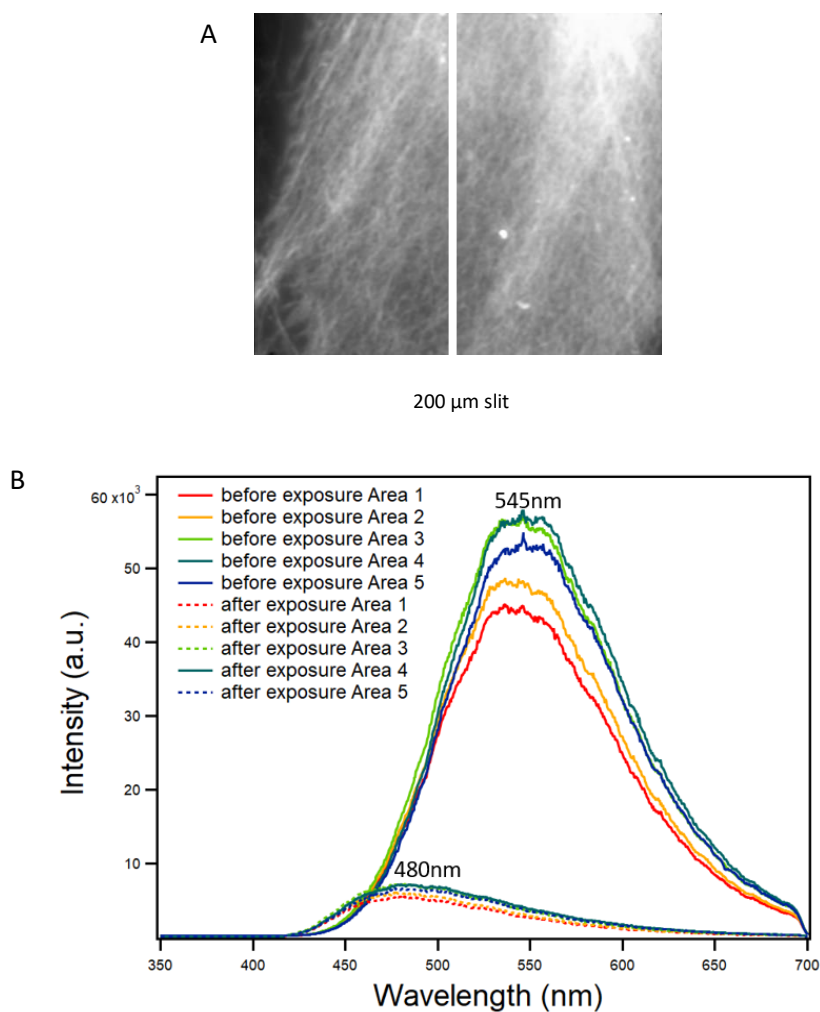 A
200 µm slit
B
60 x10³
50
40
30
20
10
Intensity (a.u.)
before exposure Area 1
before exposure Area 2
before exposure Area 3
before exposure Area 4
before exposure Area 5
after exposure Area 1
after exposure Area 2
after exposure Area 3
after exposure Area 4
after exposure Area 5
545nm
480nm
350 400 450 500 550 600 650 700
Wavelength (nm)